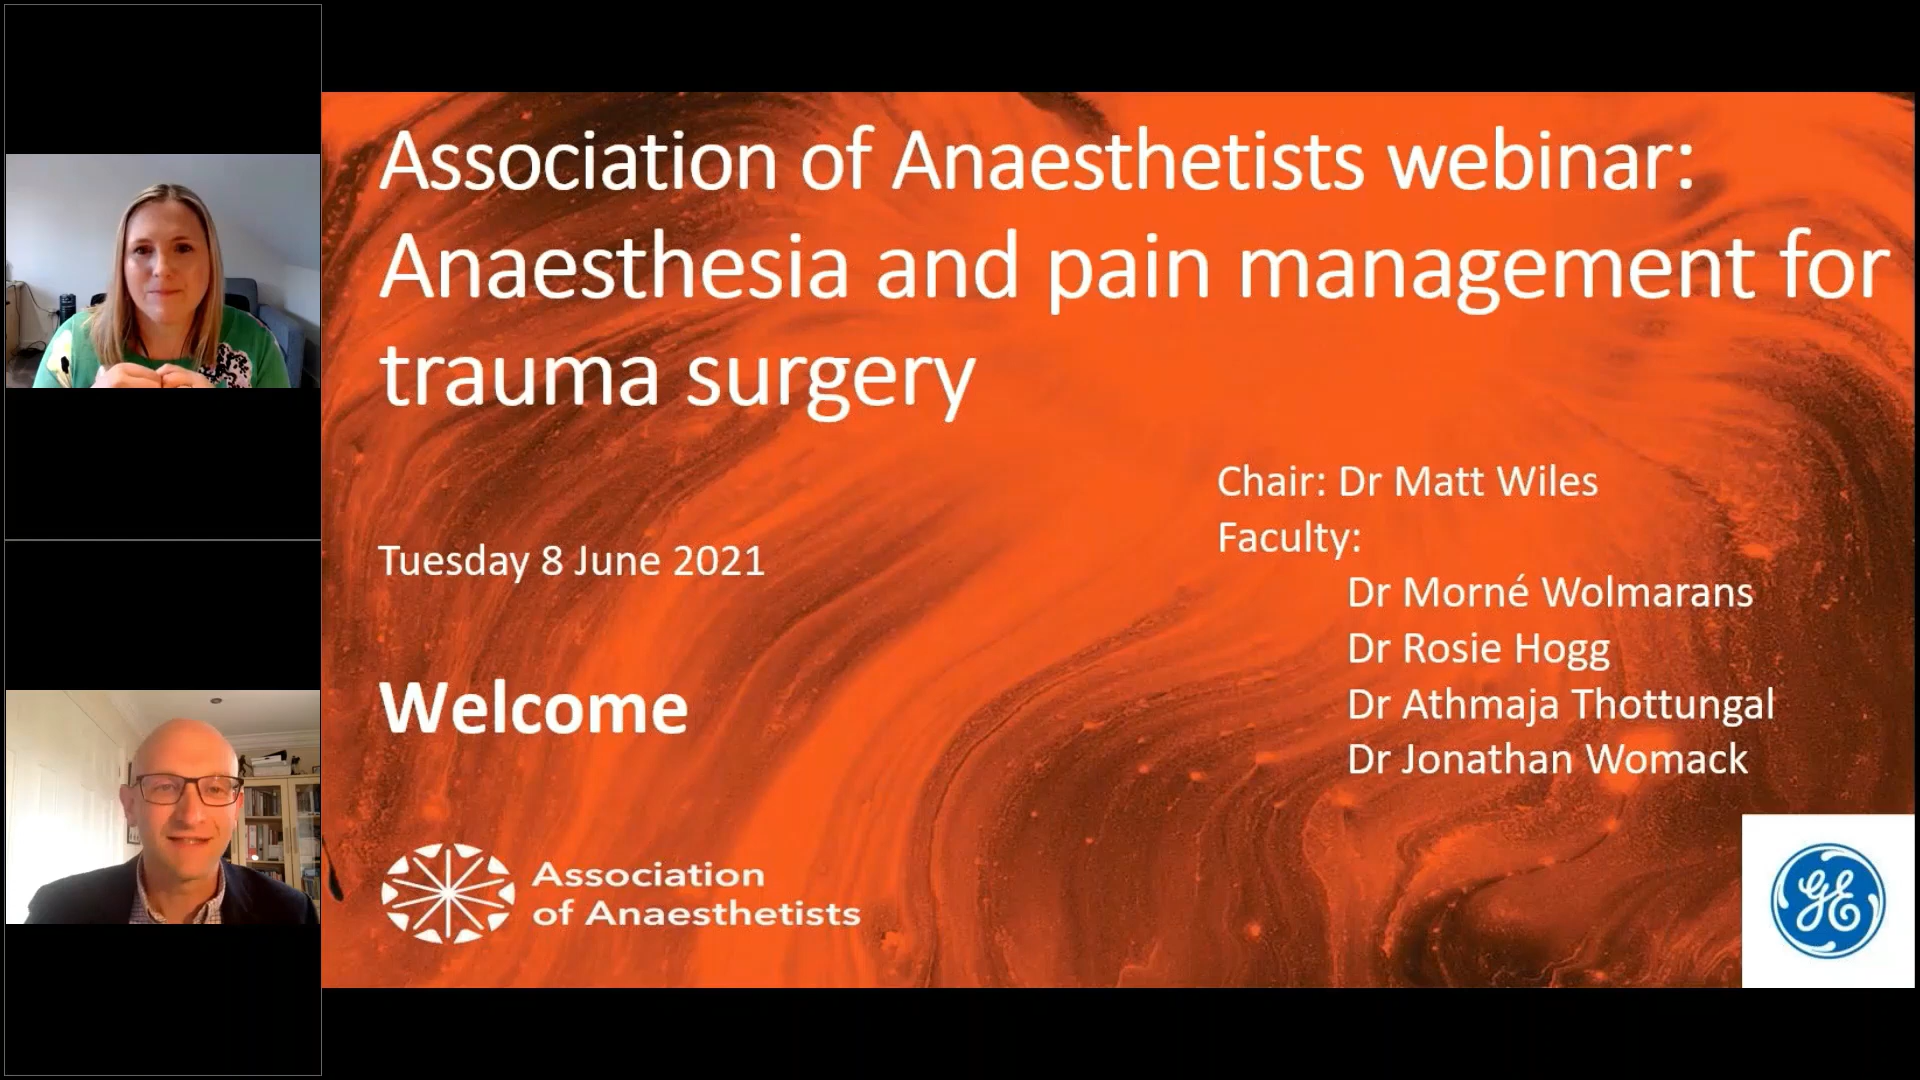 Association of Anaesthetists webinar:
Anaesthesia and pain management for
trauma surgery
Chair: Dr Matt Wiles
Faculty:
Dr Morné Wolmarans
Dr Rosie Hogg
Dr Athmaja Thottungal
Dr Jonathan Womack
Tuesday 8 June 2021
Welcome
Association
of Anaesthetists
GE